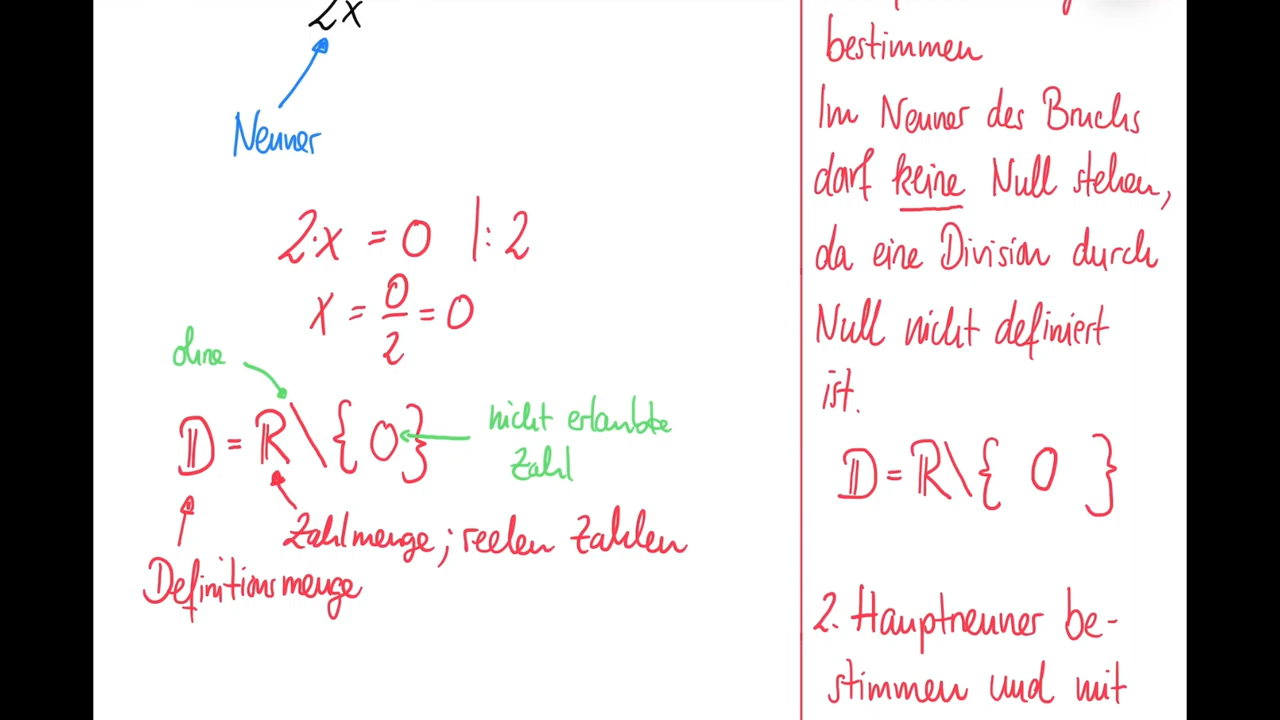 2x
Nenner
2·x = 0 |: 2
x = 0/2 = 0
ohne
nicht erlaubte
Zahl
𝔻 = ℝ \ { 0 }
Zahlmenge; reelen Zahlen
Definitionsmenge
bestimmen
Im Nenner des Bruchs
darf keine Null stehen,
da eine Division durch
Null nicht definiert
ist.
𝔻 = ℝ \ { 0 }
2. Hauptnenner be-
stimmen und mit